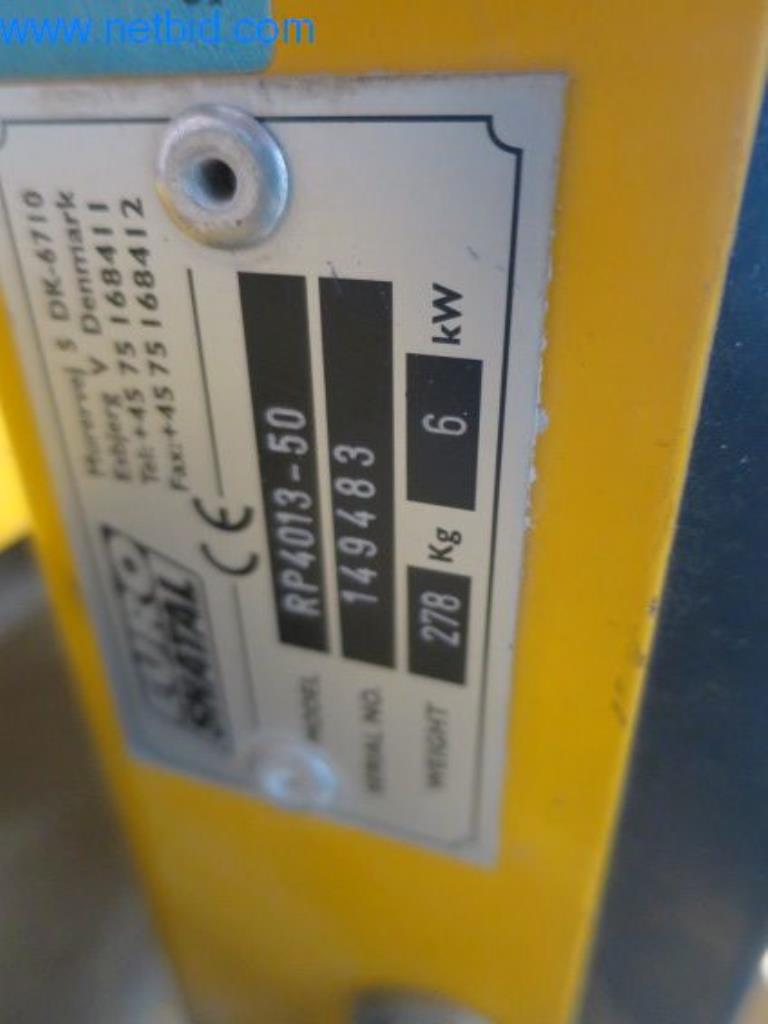 www.netbid.com
DK-6710
Esbjerg V Denmark
Tel:+45 75 168411
Fax:+45 75 168412
CE
MODEL RP4013-50
SERIAL NO. 149483
WEIGHT 278 Kg 6 kW